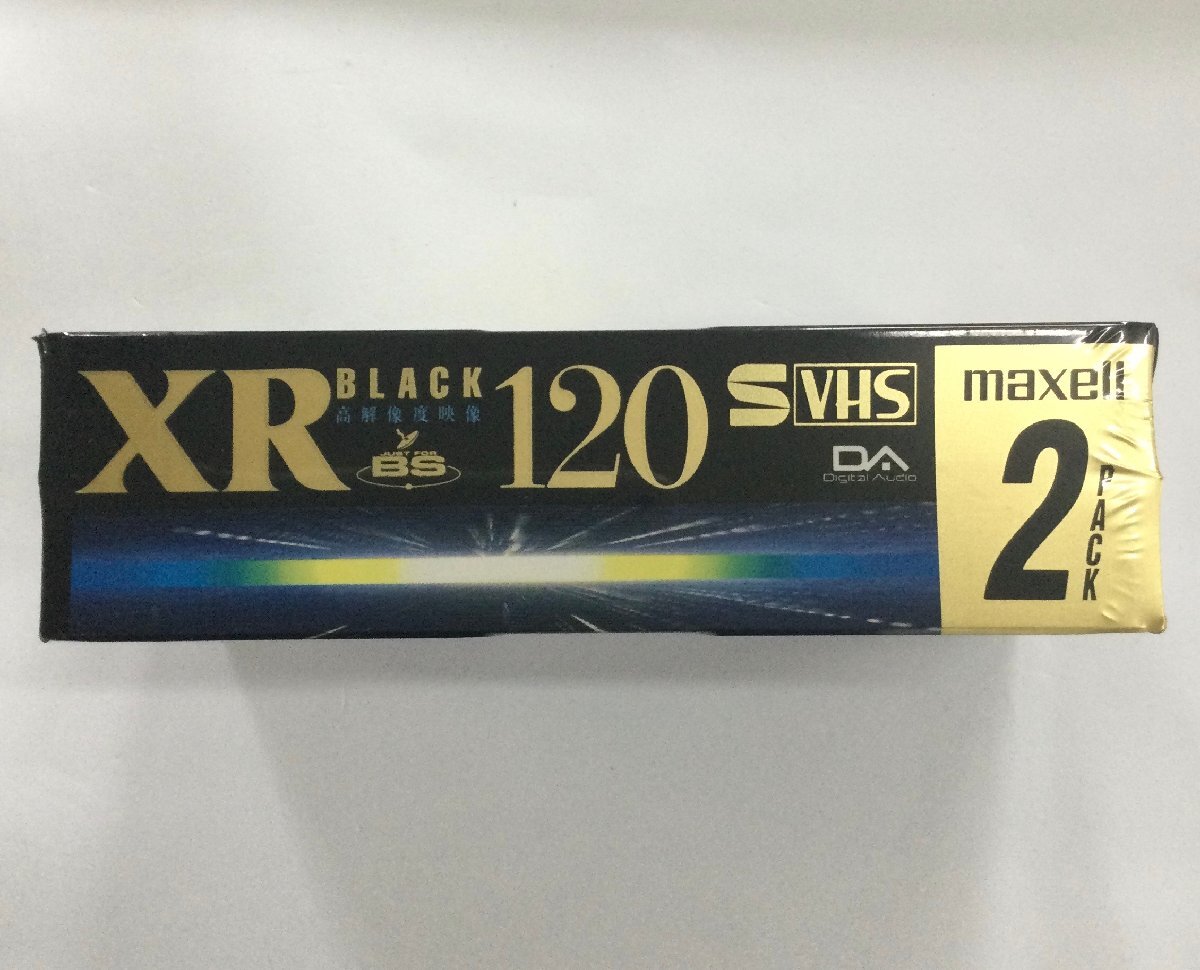 XR BLACK 120 S VHS
高解像度映像
JUST FOR
BS
DA
Digital Audio
maxell
2 PACK